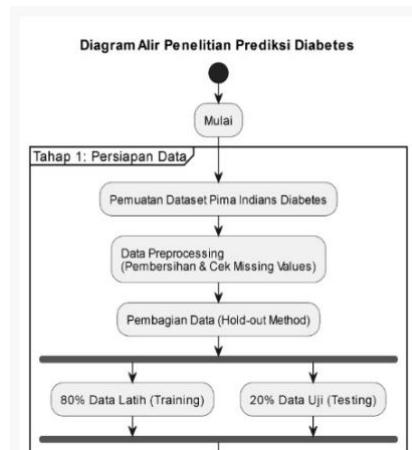 Diagram Alir Penelitian Prediksi Diabetes
Mulai
Tahap 1: Persiapan Data
Pemuatan Dataset Pima Indians Diabetes
Data Preprocessing
(Pembersihan & Cek Missing Values)
Pembagian Data (Hold-out Method)
80% Data Latih (Training)
20% Data Uji (Testing)